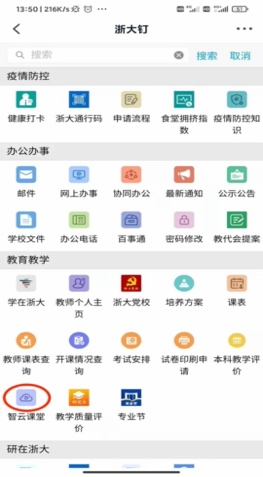 13:50 | 216K/s
浙大钉
搜索 搜索 取消
疫情防控
健康打卡 浙大通行码 申请流程 食堂拥挤指数 疫情防控知识
办公办事
邮件 网上办事 协同办公 最新通知 公示公告
学校文件 办公电话 百事通 密码修改 教代会提案
教育教学
学在浙大 教师个人主页 浙大党校 培养方案 课表
教师课表查询 开课情况查询 考试安排 试卷印刷申请 本科教学评价
智云课堂 教学质量评价 专业节
研在浙大